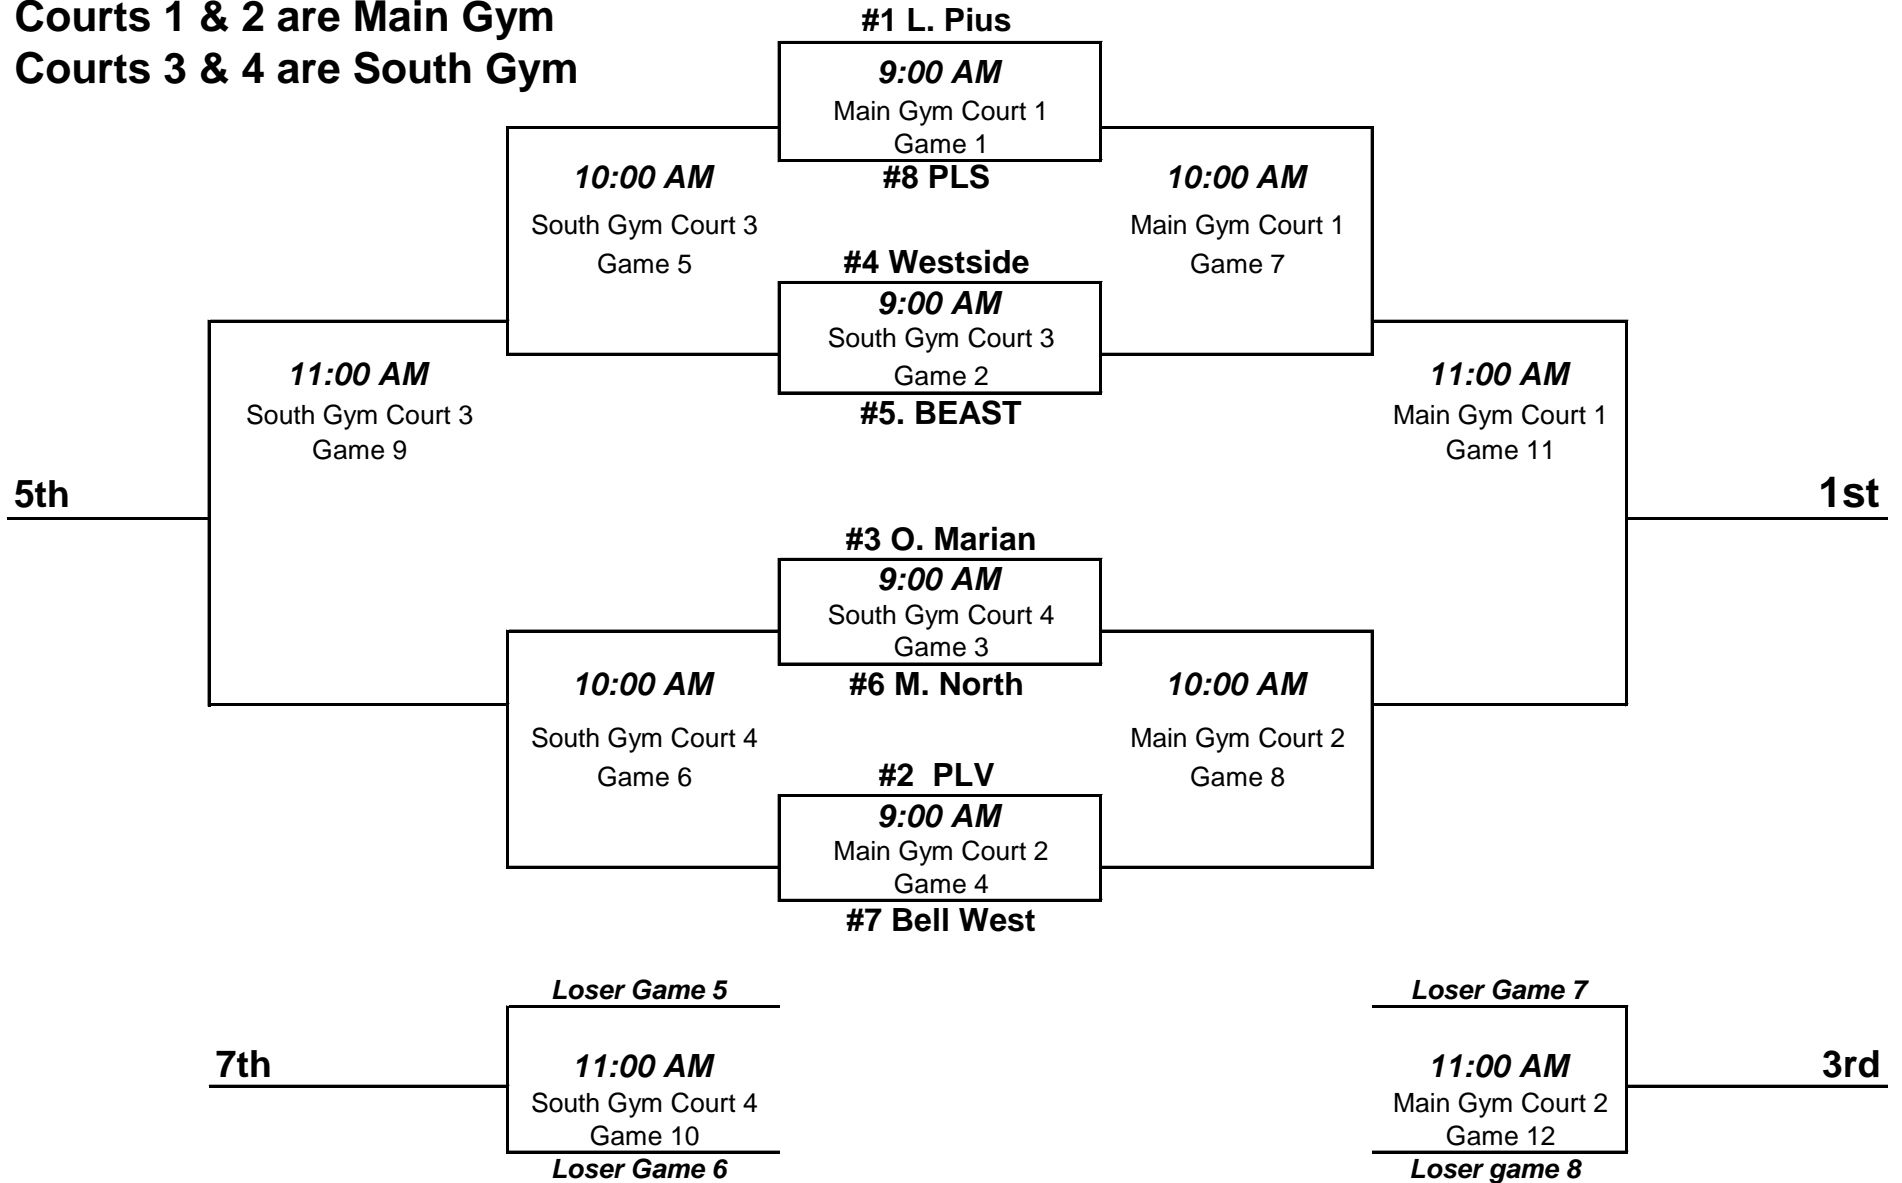 Courts 1 & 2 are Main Gym
Courts 3 & 4 are South Gym
#1 L. Pius
9:00 AM
Main Gym Court 1
Game 1
#8 PLS
10:00 AM
South Gym Court 3
Game 5
10:00 AM
Main Gym Court 1
Game 7
#4 Westside
9:00 AM
South Gym Court 3
Game 2
#5. BEAST
11:00 AM
South Gym Court 3
Game 9
11:00 AM
Main Gym Court 1
Game 11
5th
1st
#3 O. Marian
9:00 AM
South Gym Court 4
Game 3
#6 M. North
10:00 AM
South Gym Court 4
Game 6
10:00 AM
Main Gym Court 2
Game 8
#2  PLV
9:00 AM
Main Gym Court 2
Game 4
#7 Bell West
Loser Game 5
7th
11:00 AM
South Gym Court 4
Game 10
Loser Game 6
Loser Game 7
11:00 AM
3rd
Main Gym Court 2
Game 12
Loser game 8